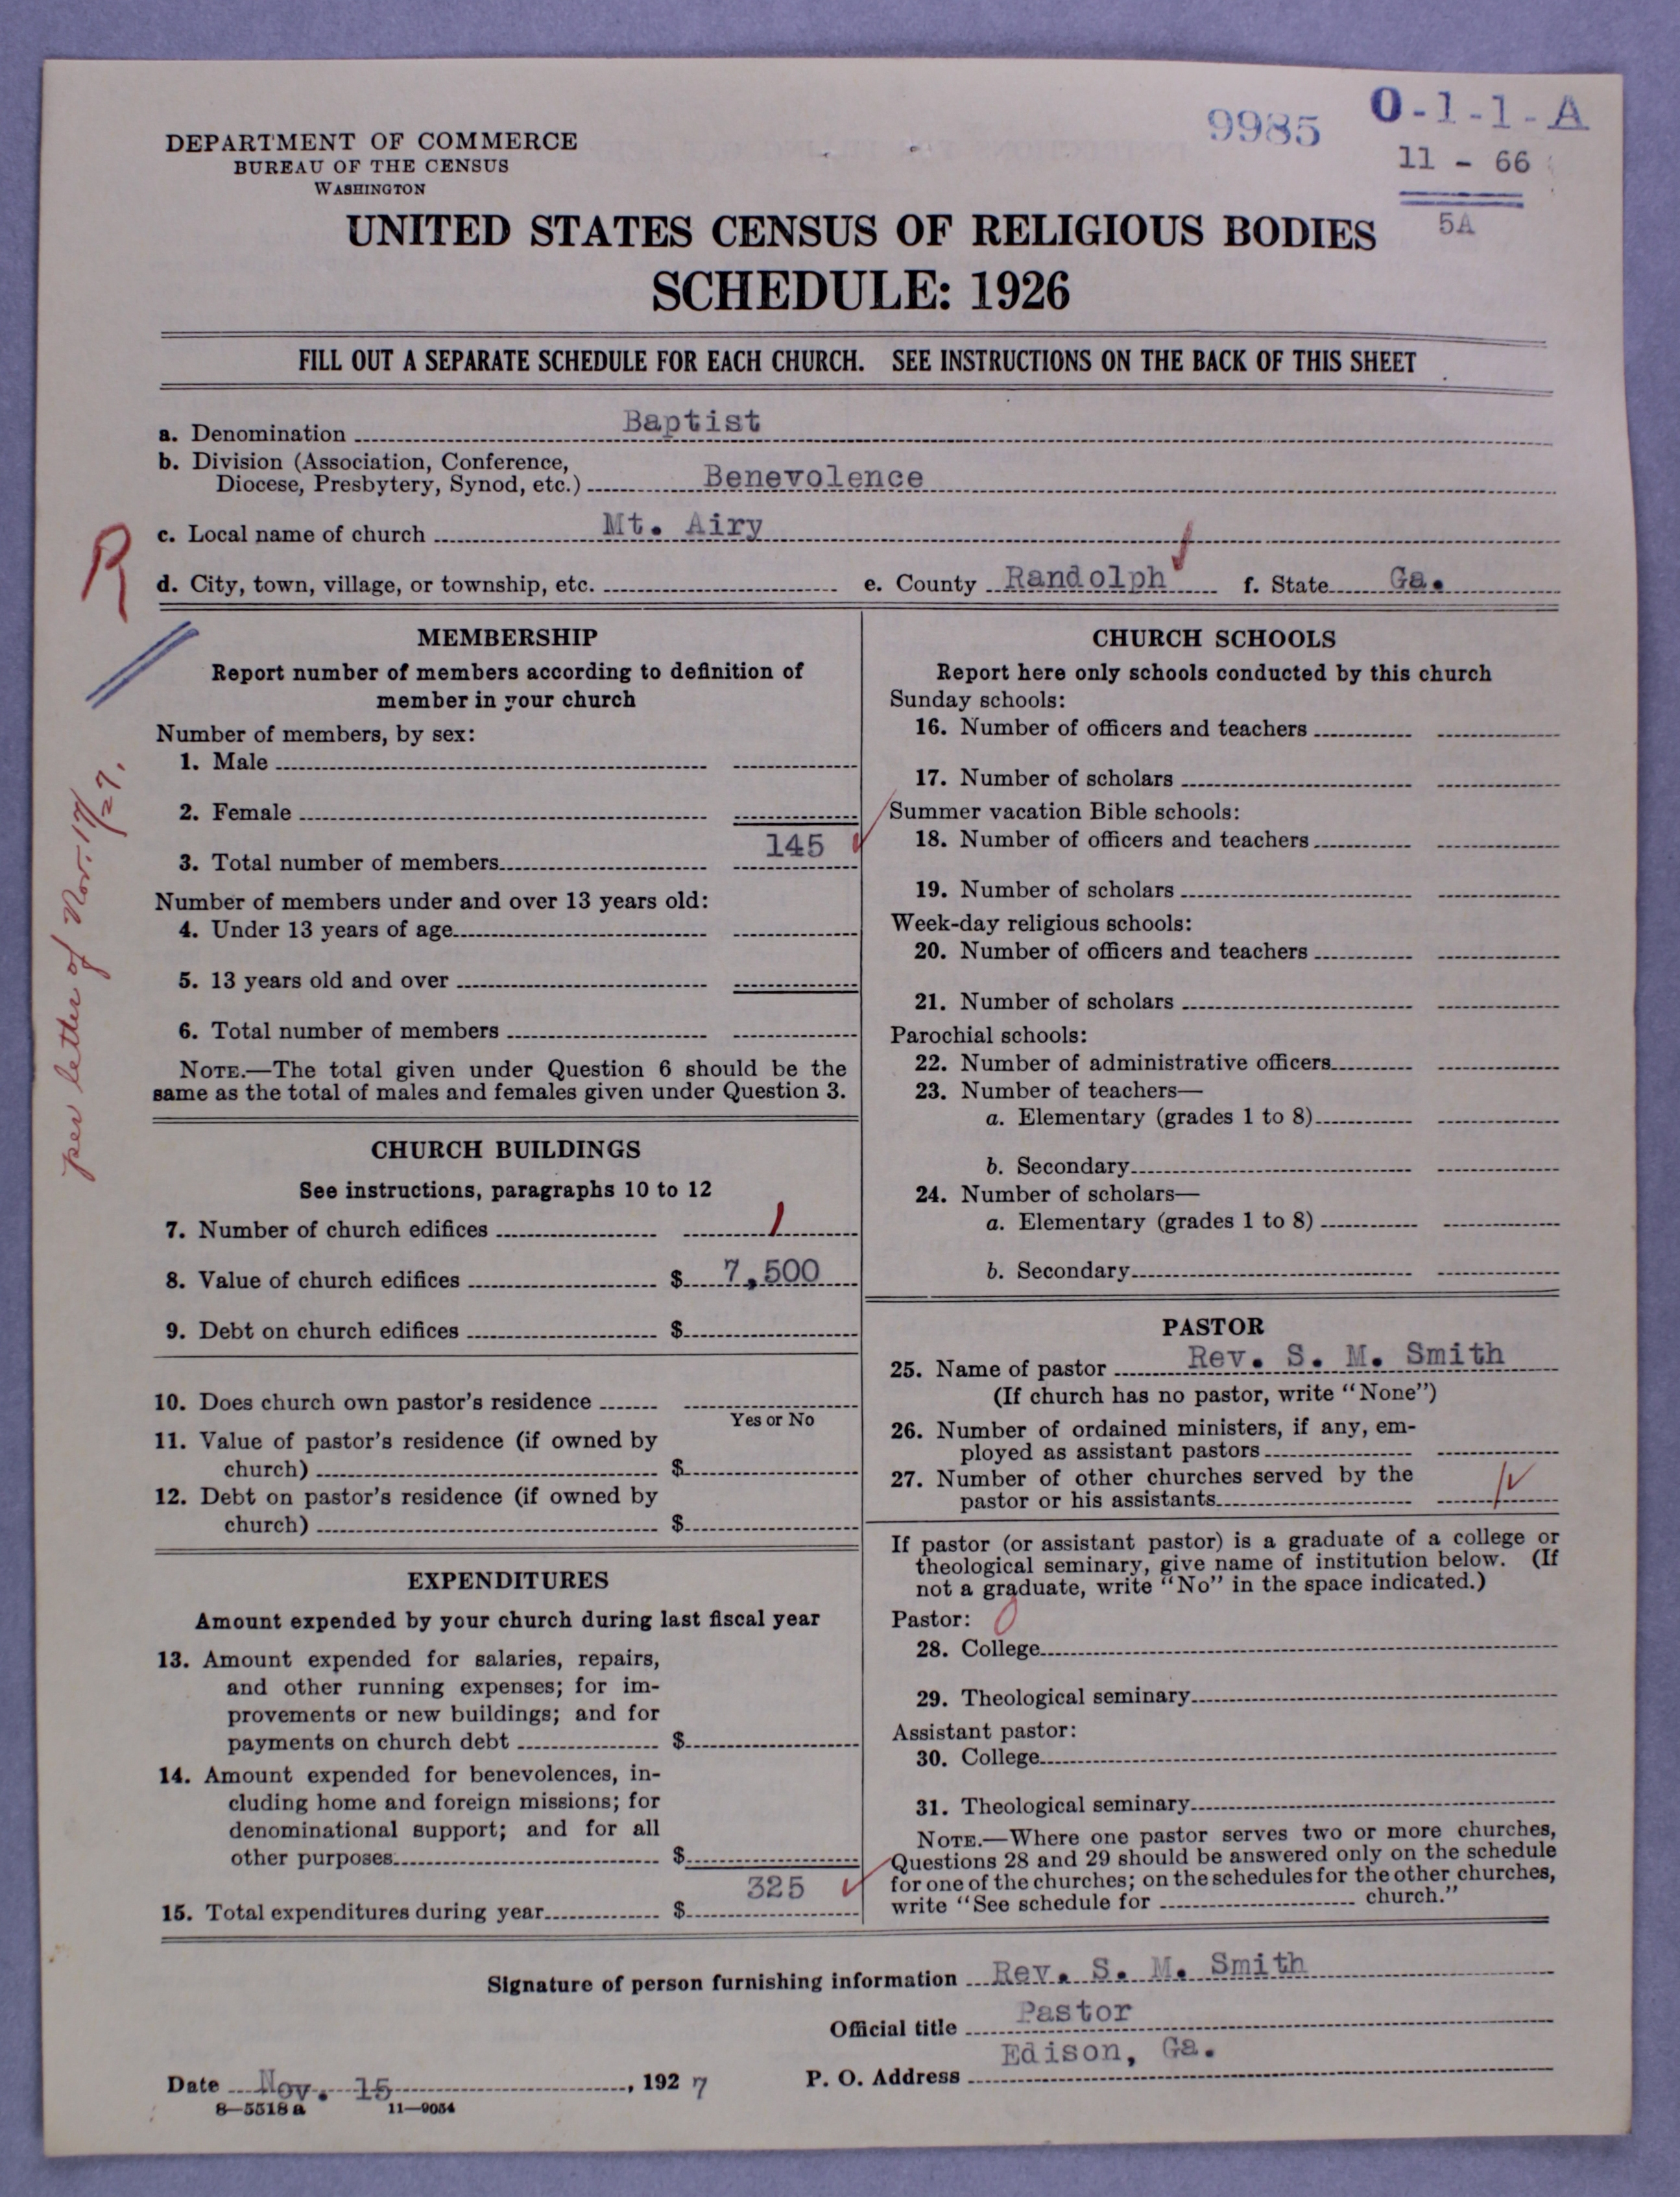 DEPARTMENT OF COMMERCE
BUREAU OF THE CENSUS
WASHINGTON
9985
O-1-1-A
11 - 66
5A
UNITED STATES CENSUS OF RELIGIOUS BODIES
SCHEDULE: 1926
FILL OUT A SEPARATE SCHEDULE FOR EACH CHURCH. SEE INSTRUCTIONS ON THE BACK OF THIS SHEET
a. Denomination Baptist
b. Division (Association, Conference,
Diocese, Presbytery, Synod, etc.) Benevolence
c. Local name of church Mt. Airy
R
d. City, town, village, or township, etc. e. County Randolph f. State Ga.
per letter of Nov. 17/27.
MEMBERSHIP
Report number of members according to definition of
member in your church
Number of members, by sex:
1. Male
2. Female
3. Total number of members 145
Number of members under and over 13 years old:
4. Under 13 years of age
5. 13 years old and over
6. Total number of members
NOTE.—The total given under Question 6 should be the
same as the total of males and females given under Question 3.
CHURCH BUILDINGS
See instructions, paragraphs 10 to 12
7. Number of church edifices 1
8. Value of church edifices $ 7,500
9. Debt on church edifices $
10. Does church own pastor's residence
Yes or No
11. Value of pastor's residence (if owned by
church) $
12. Debt on pastor's residence (if owned by
church) $
EXPENDITURES
Amount expended by your church during last fiscal year
13. Amount expended for salaries, repairs,
and other running expenses; for im-
provements or new buildings; and for
payments on church debt $
14. Amount expended for benevolences, in-
cluding home and foreign missions; for
denominational support; and for all
other purposes $
15. Total expenditures during year $ 325
CHURCH SCHOOLS
Report here only schools conducted by this church
Sunday schools:
16. Number of officers and teachers
17. Number of scholars
Summer vacation Bible schools:
18. Number of officers and teachers
19. Number of scholars
Week-day religious schools:
20. Number of officers and teachers
21. Number of scholars
Parochial schools:
22. Number of administrative officers
23. Number of teachers—
a. Elementary (grades 1 to 8)
b. Secondary
24. Number of scholars—
a. Elementary (grades 1 to 8)
b. Secondary
PASTOR
25. Name of pastor Rev. S. M. Smith
(If church has no pastor, write "None")
26. Number of ordained ministers, if any, em-
ployed as assistant pastors
27. Number of other churches served by the
pastor or his assistants 1
If pastor (or assistant pastor) is a graduate of a college or
theological seminary, give name of institution below. (If
not a graduate, write "No" in the space indicated.)
Pastor: 0
28. College
29. Theological seminary
Assistant pastor:
30. College
31. Theological seminary
NOTE.—Where one pastor serves two or more churches,
Questions 28 and 29 should be answered only on the schedule
for one of the churches; on the schedules for the other churches,
write "See schedule for church."
Signature of person furnishing information Rev. S. M. Smith
Official title Pastor
Date Nov. 15, 1927 P. O. Address Edison, Ga.
8—5518 a 11—9054